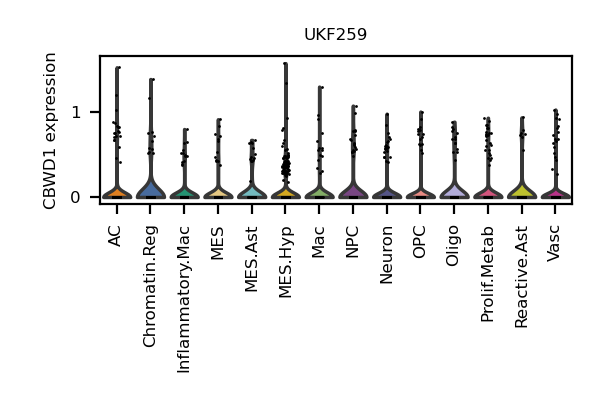 UKF259
CBWD1 expression
1
0
AC
Chromatin.Reg
Inflammatory.Mac
MES
MES.Ast
MES.Hyp
Mac
NPC
Neuron
OPC
Oligo
Prolif.Metab
Reactive.Ast
Vasc